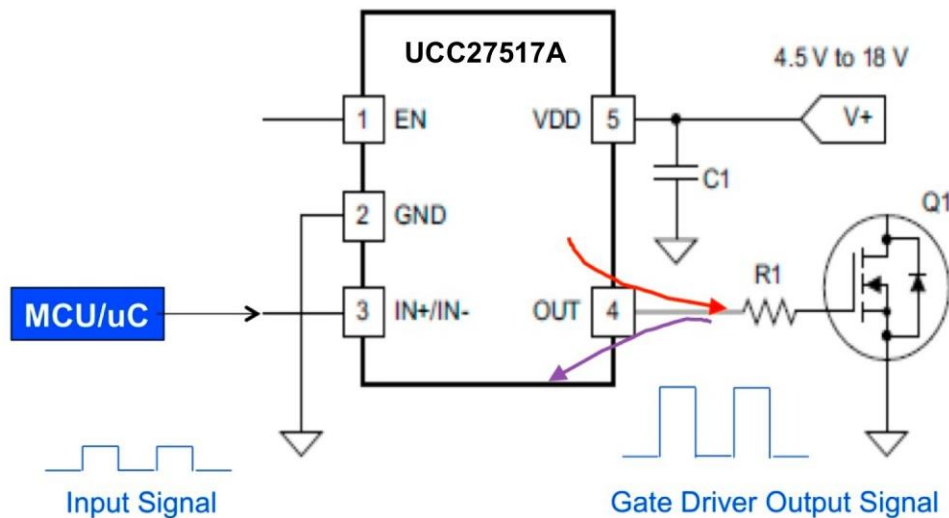 UCC27517A
4.5 V to 18 V
1 EN
VDD 5
V+
C1
2 GND
Q1
R1
MCU/uC
3 IN+/IN-
OUT 4
Input Signal
Gate Driver Output Signal